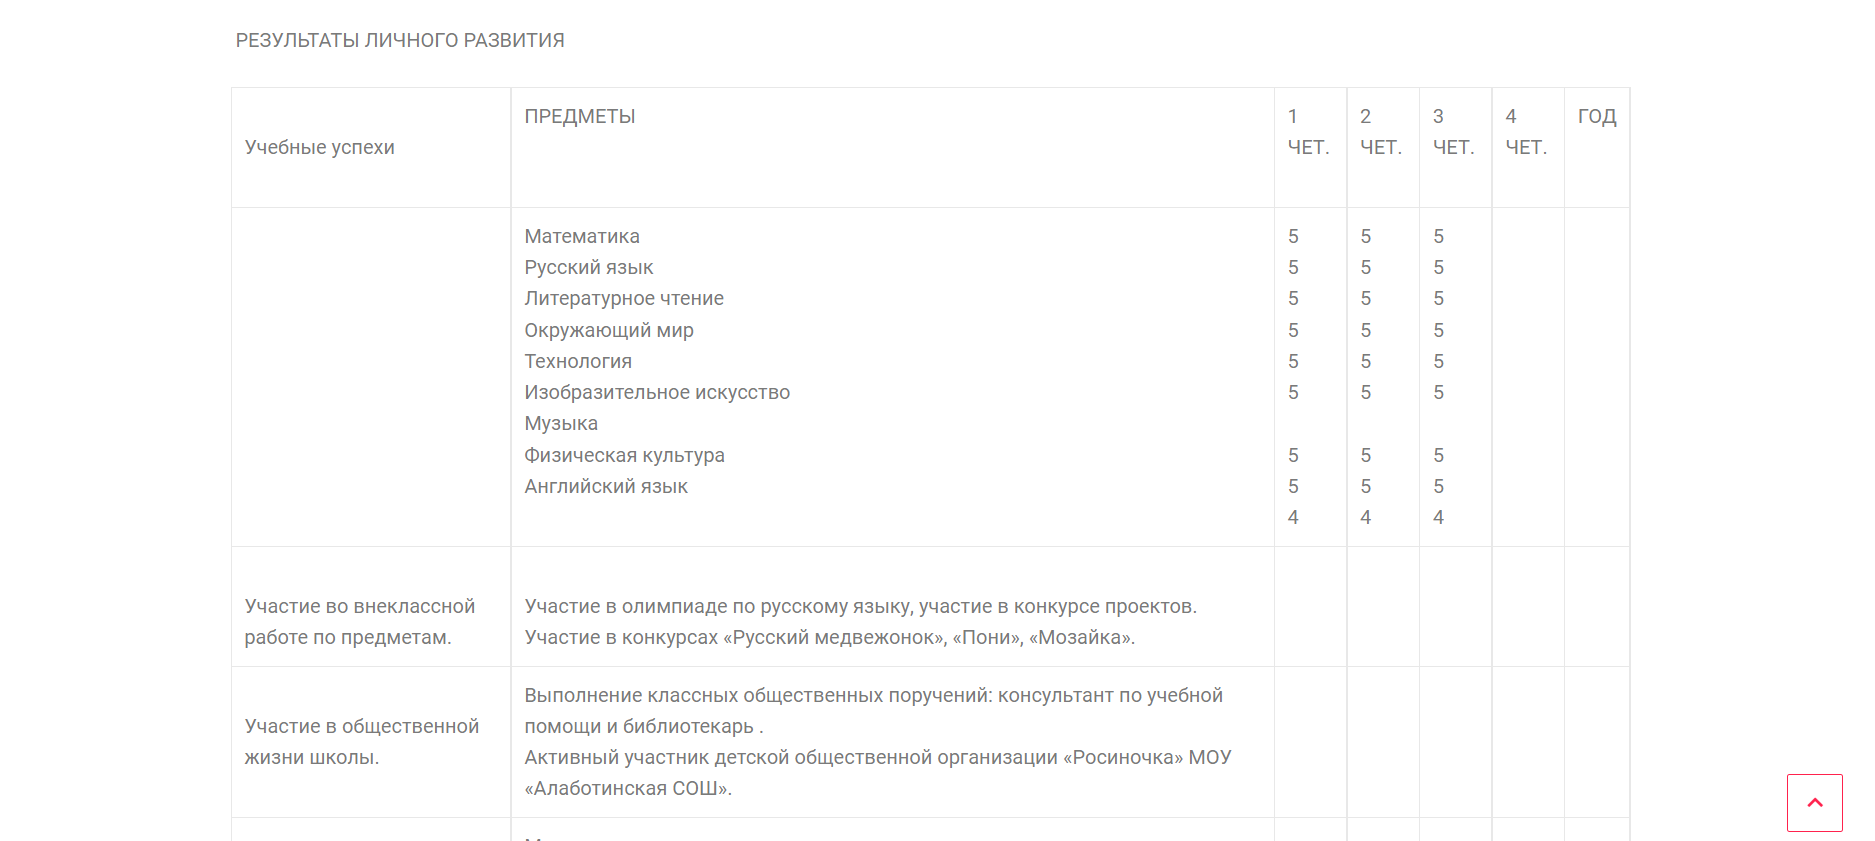 РЕЗУЛЬТАТЫ ЛИЧНОГО РАЗВИТИЯ
Учебные успехи
ПРЕДМЕТЫ
1 ЧЕТ.
2 ЧЕТ.
3 ЧЕТ.
4 ЧЕТ.
ГОД
Математика 5 5 5
Русский язык 5 5 5
Литературное чтение 5 5 5
Окружающий мир 5 5 5
Технология 5 5 5
Изобразительное искусство 5 5 5
Музыка
Физическая культура 5 5 5
Английский язык 5 5 5
4 4 4
Участие во внеклассной
работе по предметам.
Участие в олимпиаде по русскому языку, участие в конкурсе проектов.
Участие в конкурсах «Русский медвежонок», «Пони», «Мозайка».
Участие в общественной
жизни школы.
Выполнение классных общественных поручений: консультант по учебной
помощи и библиотекарь .
Активный участник детской общественной организации «Росиночка» МОУ
«Алаботинская СОШ».